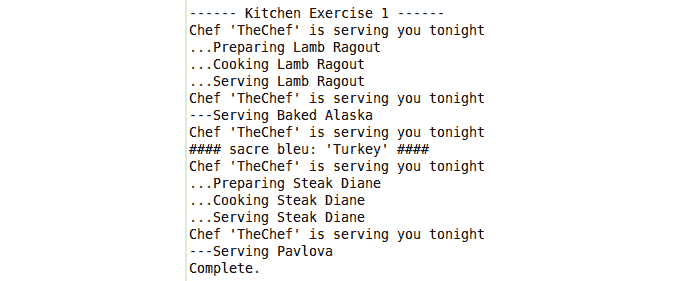 ------ Kitchen Exercise 1 ------
Chef 'TheChef' is serving you tonight
...Preparing Lamb Ragout
...Cooking Lamb Ragout
...Serving Lamb Ragout
Chef 'TheChef' is serving you tonight
---Serving Baked Alaska
Chef 'TheChef' is serving you tonight
#### sacre bleu: 'Turkey' ####
Chef 'TheChef' is serving you tonight
...Preparing Steak Diane
...Cooking Steak Diane
...Serving Steak Diane
Chef 'TheChef' is serving you tonight
---Serving Pavlova
Complete.